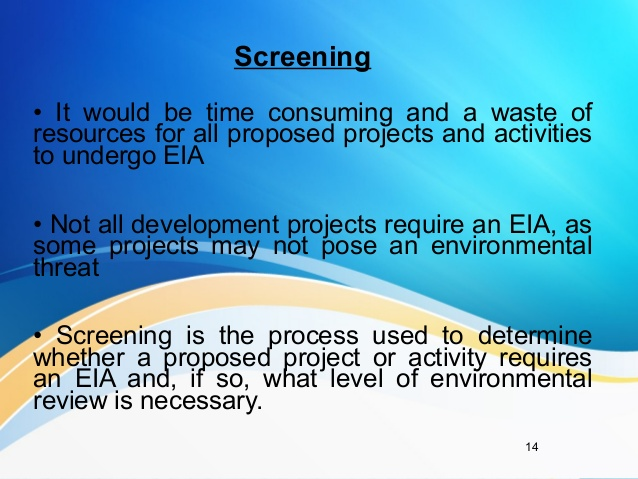 Screening
• It would be time consuming and a waste of
resources for all proposed projects and activities
to undergo EIA
• Not all development projects require an EIA, as
some projects may not pose an environmental
threat
• Screening is the process used to determine
whether a proposed project or activity requires
an EIA and, if so, what level of environmental
review is necessary.
14